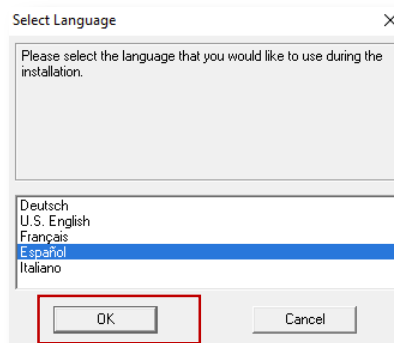 Select Language
Please select the language that you would like to use during the
installation.
Deutsch
U.S. English
Français
Español
Italiano
OK
Cancel